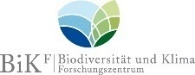 BiK F | Biodiversität und Klima
Forschungszentrum